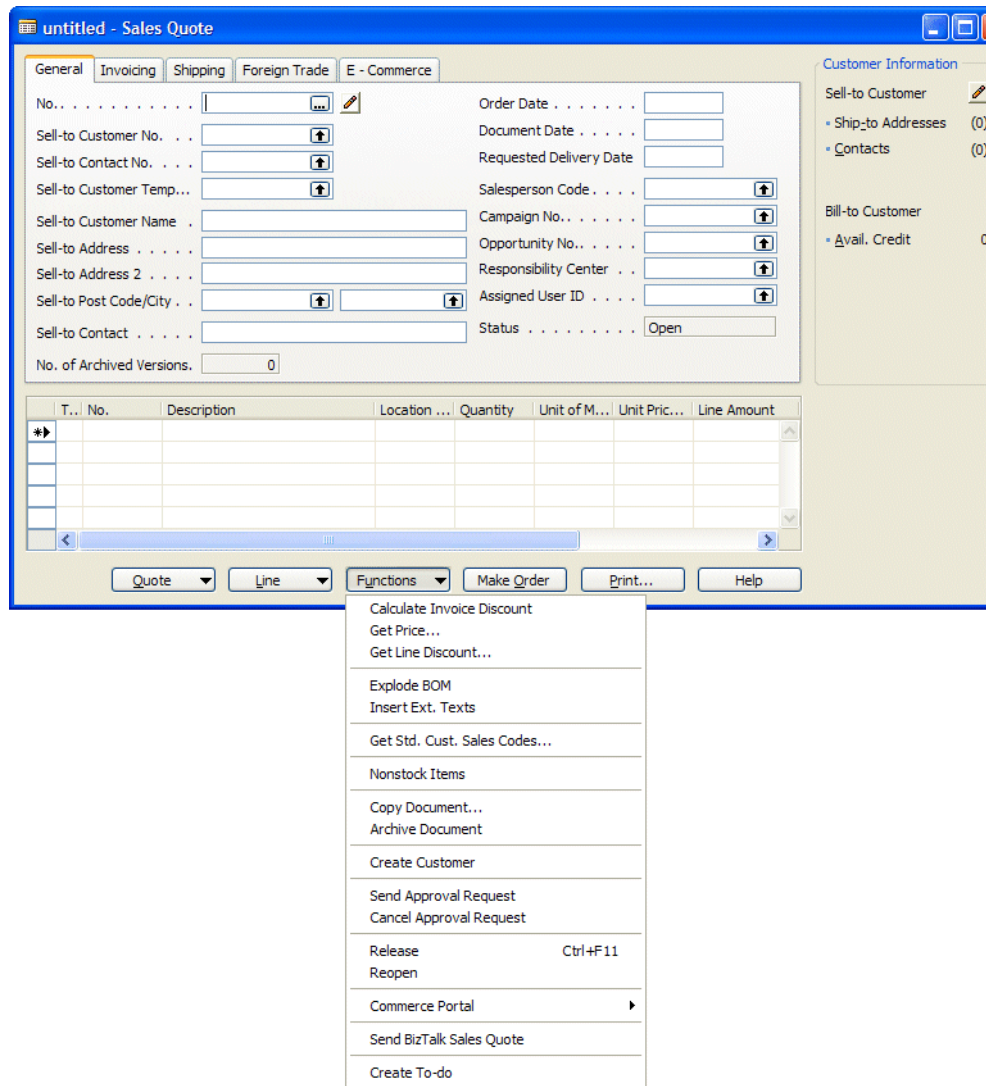 untitled - Sales Quote
General Invoicing Shipping Foreign Trade E - Commerce
No.. . . . . . . . . . . .
Sell-to Customer No. . . .
Sell-to Contact No. . . . .
Sell-to Customer Temp...
Sell-to Customer Name .
Sell-to Address . . . . .
Sell-to Address 2 . . . .
Sell-to Post Code/City . .
Sell-to Contact . . . . .
No. of Archived Versions. 0
Order Date . . . . . . .
Document Date . . . . .
Requested Delivery Date
Salesperson Code . . . .
Campaign No.. . . . . .
Opportunity No.. . . . .
Responsibility Center . .
Assigned User ID . . . .
Status . . . . . . . . . Open
Customer Information
Sell-to Customer
Ship-to Addresses (0)
Contacts (0)
Bill-to Customer
Avail. Credit 0
T.. No. Description Location ... Quantity Unit of M... Unit Pric... Line Amount
Quote Line Functions Make Order Print... Help
Calculate Invoice Discount
Get Price...
Get Line Discount...
Explode BOM
Insert Ext. Texts
Get Std. Cust. Sales Codes...
Nonstock Items
Copy Document...
Archive Document
Create Customer
Send Approval Request
Cancel Approval Request
Release Ctrl+F11
Reopen
Commerce Portal
Send BizTalk Sales Quote
Create To-do